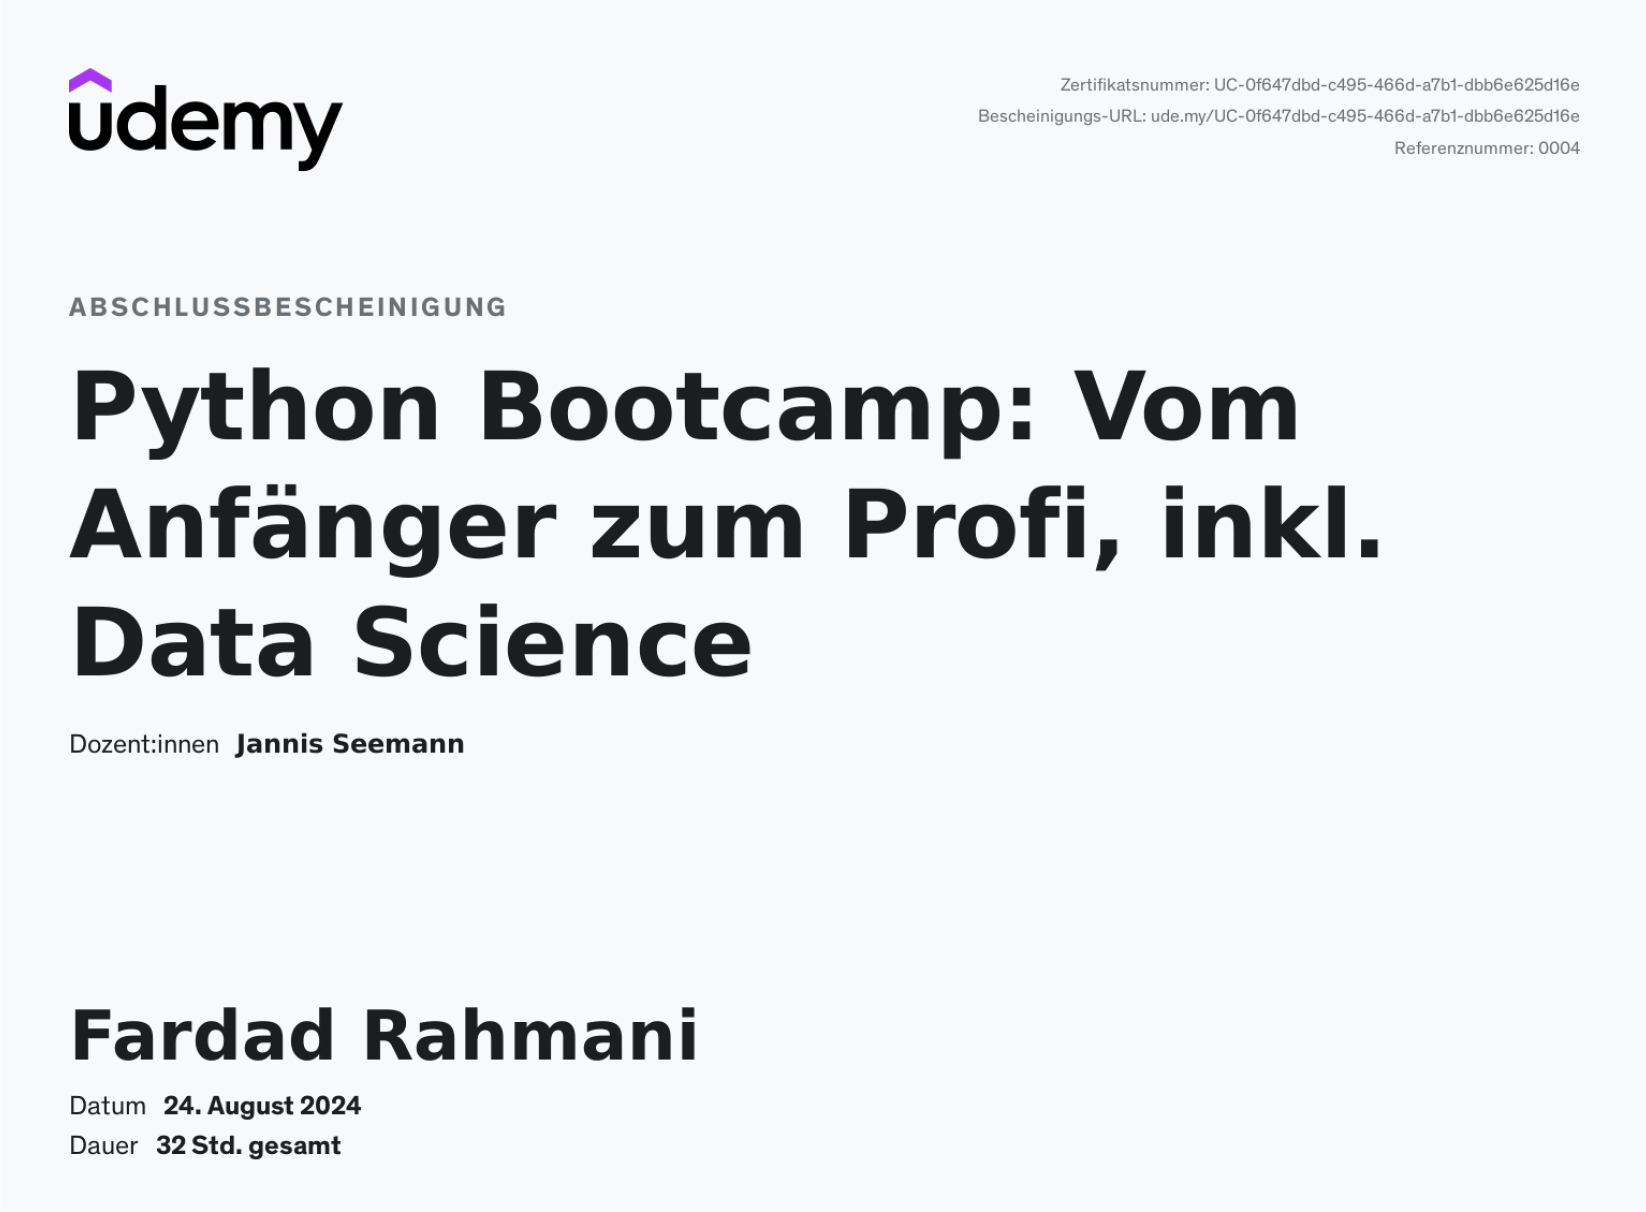 udemy
Zertifikatsnummer: UC-0f647dbd-c495-466d-a7b1-dbb6e625d16e
Bescheinigungs-URL: ude.my/UC-0f647dbd-c495-466d-a7b1-dbb6e625d16e
Referenznummer: 0004
ABSCHLUSSBESCHEINIGUNG
Python Bootcamp: Vom
Anfänger zum Profi, inkl.
Data Science
Dozent:innen Jannis Seemann
Fardad Rahmani
Datum 24. August 2024
Dauer 32 Std. gesamt